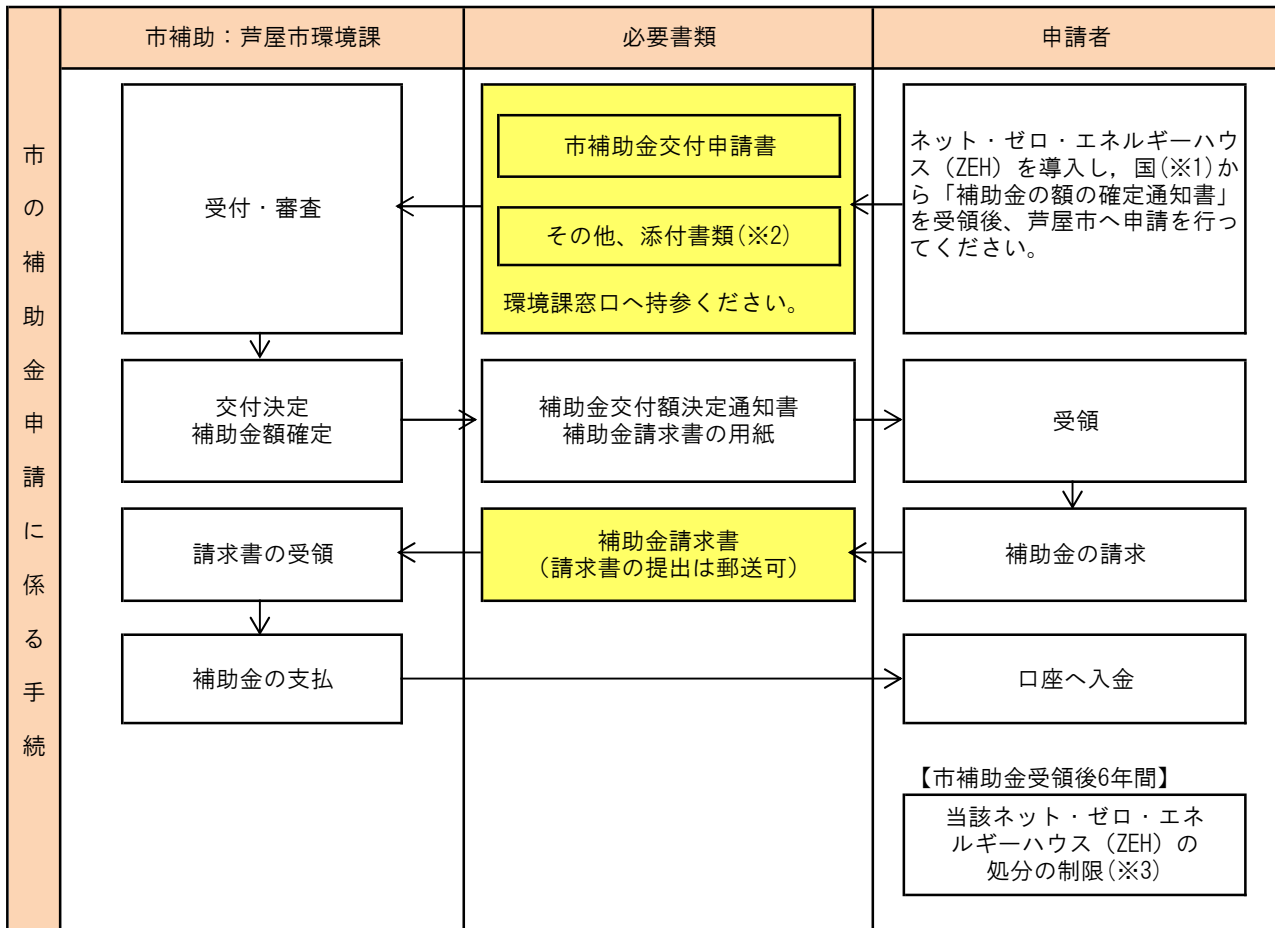 市補助：芦屋市環境課
必要書類
申請者
市の補助金申請に係る手続
受付・審査
市補助金交付申請書
その他、添付書類(※2)
環境課窓口へ持参ください。
ネット・ゼロ・エネルギーハウ
ス（ZEH）を導入し，国(※1)か
ら「補助金の額の確定通知書」
を受領後、芦屋市へ申請を行っ
てください。
交付決定
補助金額確定
補助金交付額決定通知書
補助金請求書の用紙
受領
請求書の受領
補助金請求書
（請求書の提出は郵送可）
補助金の請求
補助金の支払
口座へ入金
【市補助金受領後6年間】
当該ネット・ゼロ・エネ
ルギーハウス（ZEH）の
処分の制限(※3)